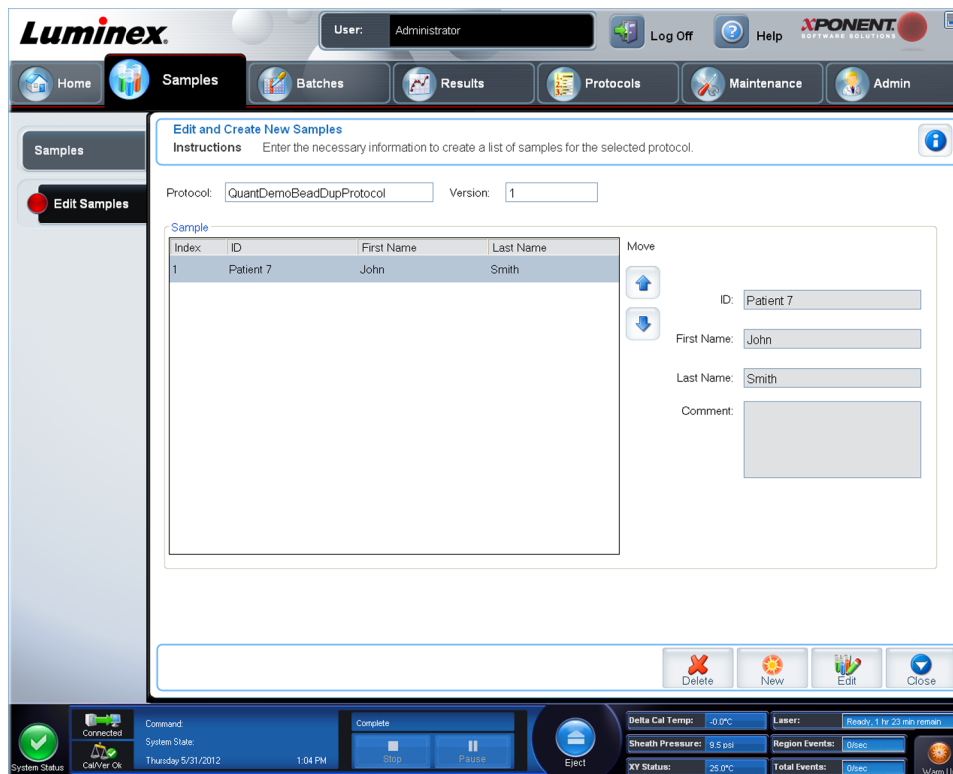 Luminex.
User: Administrator
Log Off
Help
XPONENT.
SOFTWARE SOLUTIONS
Home
Samples
Batches
Results
Protocols
Maintenance
Admin
Samples
Edit Samples
Edit and Create New Samples
Instructions Enter the necessary information to create a list of samples for the selected protocol.
Protocol: QuantDemoBeadDupProtocol Version: 1
Sample
Index ID First Name Last Name
1 Patient 7 John Smith
Move
ID: Patient 7
First Name: John
Last Name: Smith
Comment:
Delete
New
Edit
Close
System Status
Connected
Cal/Ver Ok
Command:
System State:
Thursday 5/31/2012 1:04 PM
Complete
Stop
Pause
Eject
Delta Cal Temp: -0.0°C
Sheath Pressure: 9.5 psi
XY Status: 25.0°C
Laser: Ready, 1 hr 23 min remain
Region Events: 0/sec
Total Events: 0/sec